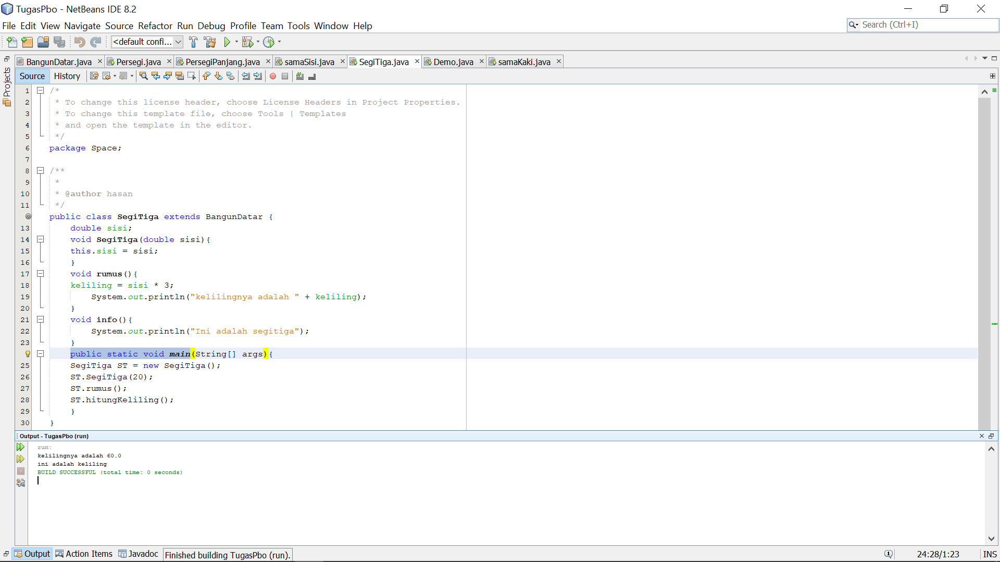 TugasPbo - NetBeans IDE 8.2
File Edit View Navigate Source Refactor Run Debug Profile Team Tools Window Help
Search (Ctrl+I)
<default confi...
Projects
BangunDatar.java Persegi.java PersegiPanjang.java samaSisi.java SegiTiga.java Demo.java samaKaki.java
Source History
1 /*
2 * To change this license header, choose License Headers in Project Properties.
3 * To change this template file, choose Tools | Templates
4 * and open the template in the editor.
5 */
6 package Space;
7
8 /**
9 *
10 * @author hasan
11 */
public class SegiTiga extends BangunDatar {
13 double sisi;
14 void SegiTiga(double sisi){
15 this.sisi = sisi;
16 }
17 void rumus(){
18 keliling = sisi * 3;
19 System.out.println("kelilingnya adalah " + keliling);
20 }
21 void info(){
22 System.out.println("Ini adalah segitiga");
23 }
public static void main(String[] args){
25 SegiTiga ST = new SegiTiga();
26 ST.SegiTiga(20);
27 ST.rumus();
28 ST.hitungKeliling();
29 }
30 }
Output - TugasPbo (run)
run:
kelilingnya adalah 60.0
ini adalah keliling
BUILD SUCCESSFUL (total time: 0 seconds)
Output Action Items Javadoc Finished building TugasPbo (run). 24:28/1:23 INS